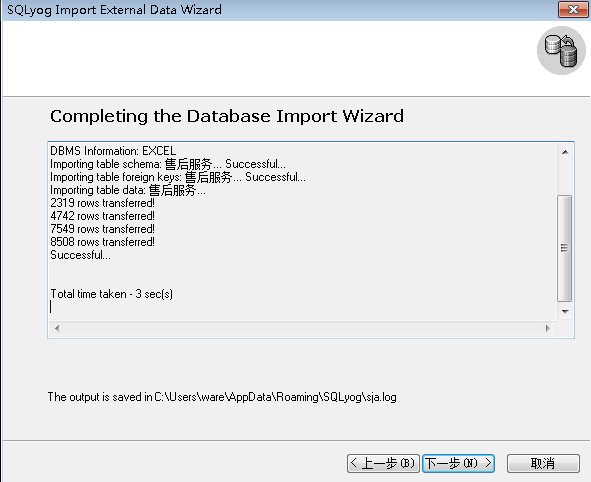 SQLyog Import External Data Wizard
Completing the Database Import Wizard
DBMS Information: EXCEL
Importing table schema: 售后服务... Successful...
Importing table foreign keys: 售后服务... Successful...
Importing table data: 售后服务...
2319 rows transferred!
4742 rows transferred!
7549 rows transferred!
8508 rows transferred!
Successful...
Total time taken - 3 sec(s)
The output is saved in C:\Users\ware\AppData\Roaming\SQLyog\sja.log
< 上一步(B) 下一步(N) > 取消